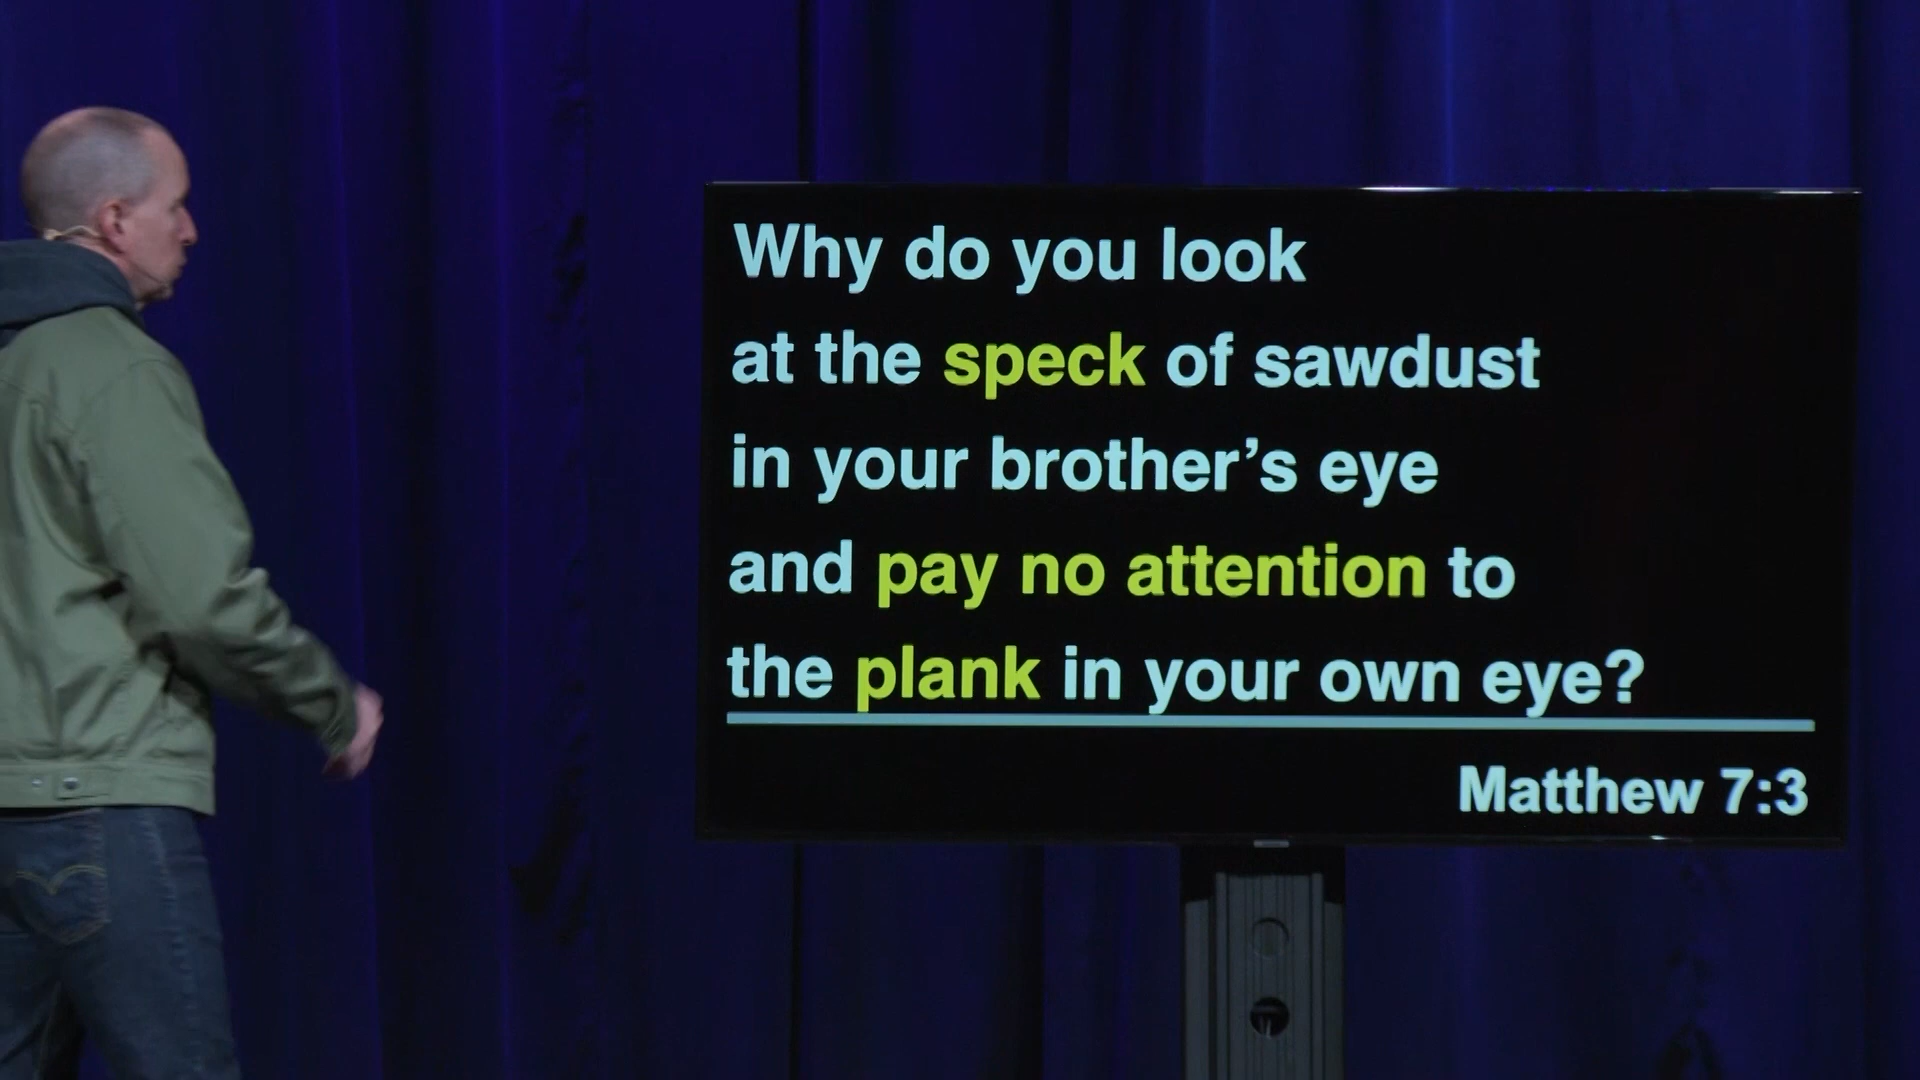 Why do you look
at the speck of sawdust
in your brother’s eye
and pay no attention to
the plank in your own eye?
Matthew 7:3